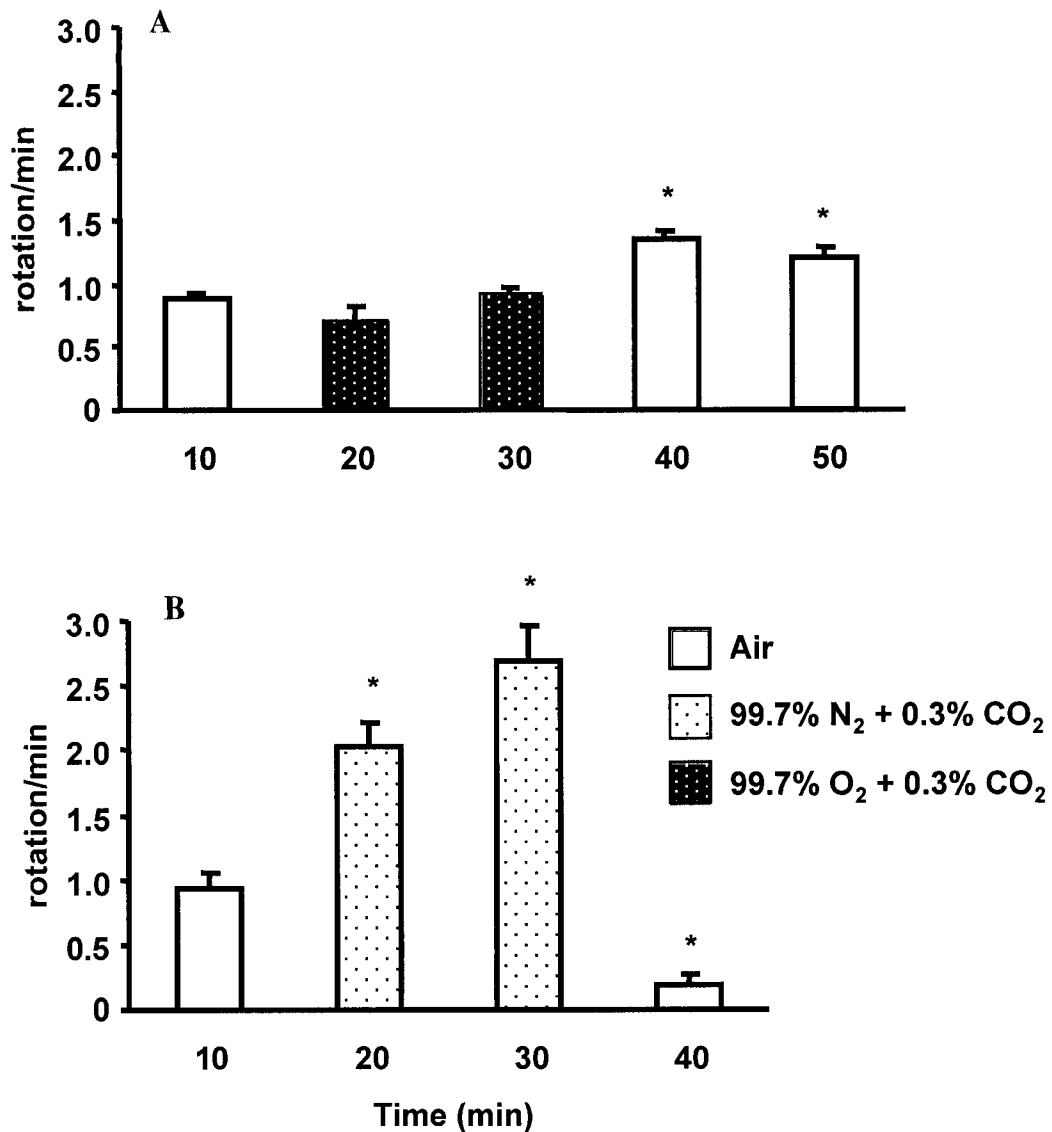 A
3.0
2.5
2.0
1.5
1.0
0.5
0
rotation/min
*
*
10 20 30 40 50
B
3.0
2.5
2.0
1.5
1.0
0.5
0
rotation/min
*
*
*
10 20 30 40
Time (min)
Air
99.7% N₂ + 0.3% CO₂
99.7% O₂ + 0.3% CO₂